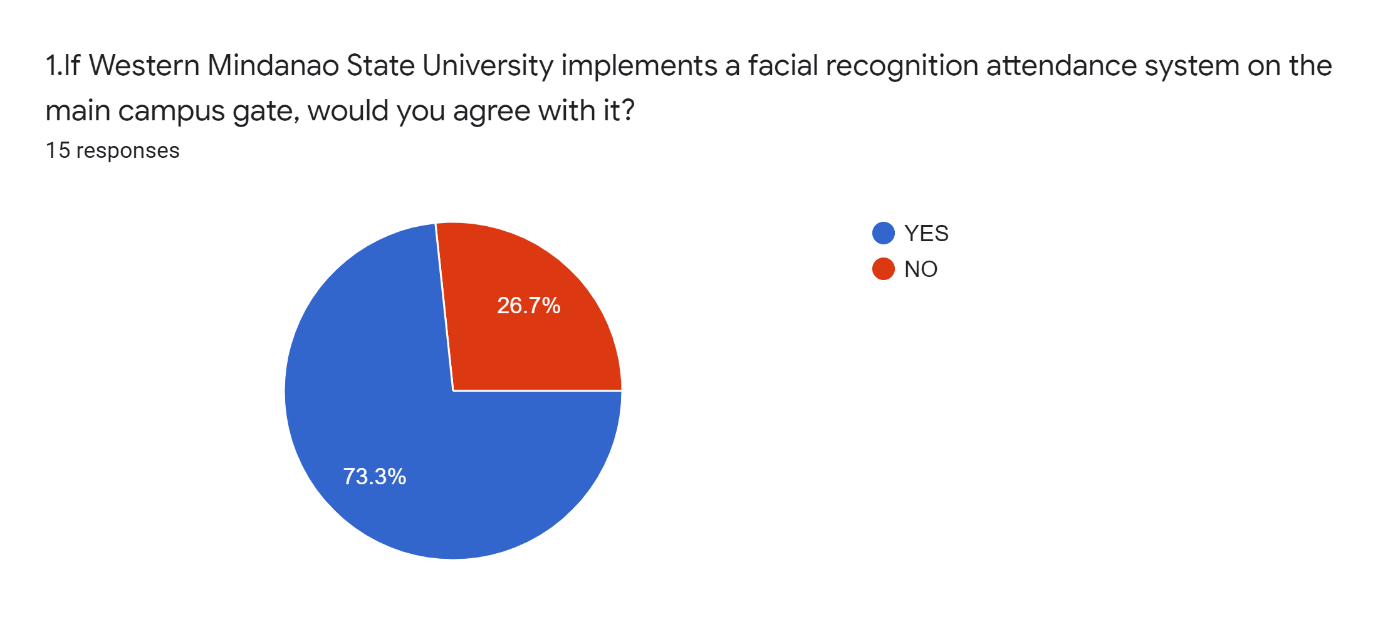 1.If Western Mindanao State University implements a facial recognition attendance system on the
main campus gate, would you agree with it?
15 responses
YES
NO
26.7%
73.3%